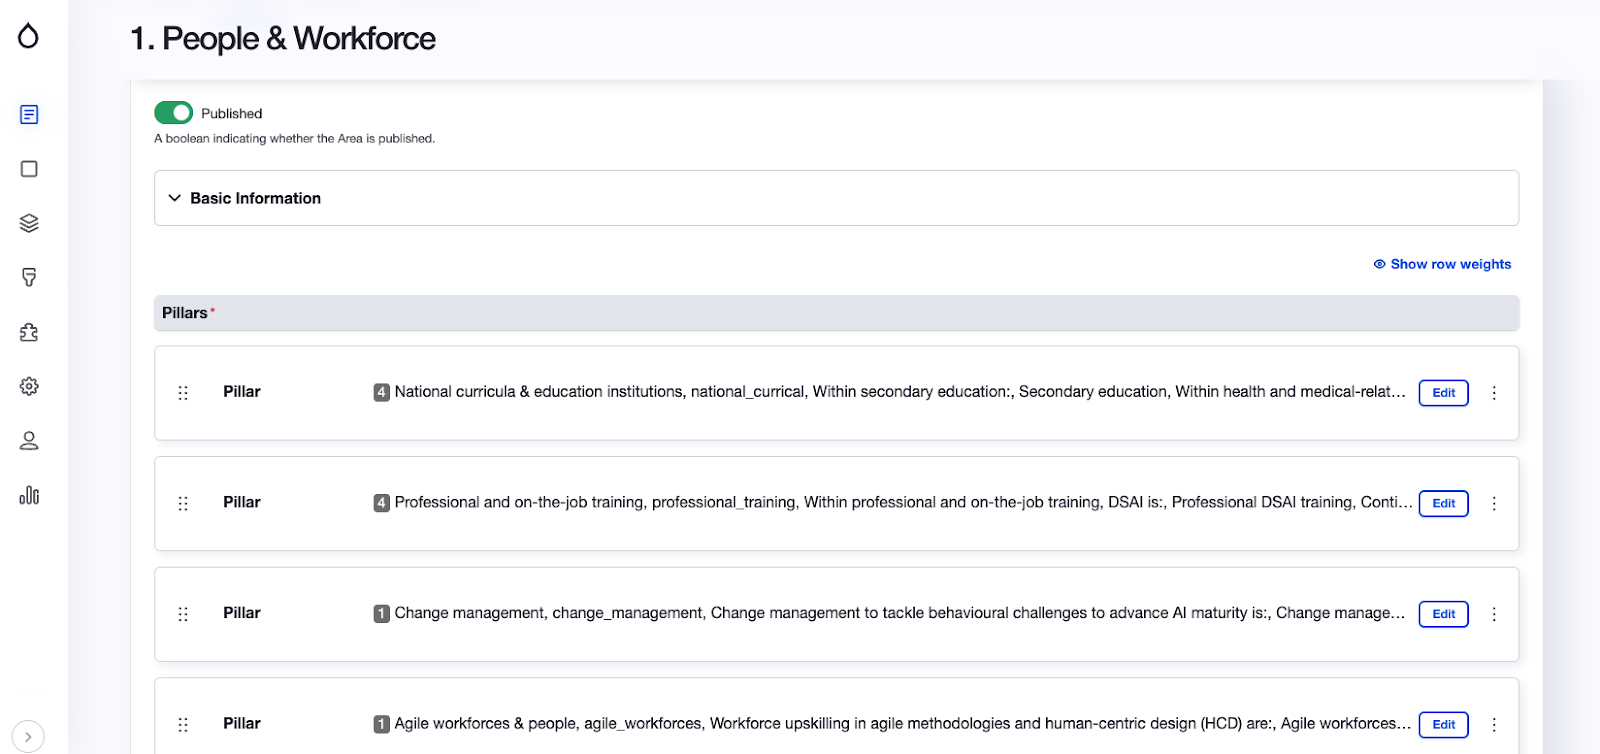 1. People & Workforce
Published
A boolean indicating whether the Area is published.
Basic Information
Show row weights
Pillars*
Pillar 4 National curricula & education institutions, national_currical, Within secondary education:, Secondary education, Within health and medical-relat... Edit
Pillar 4 Professional and on-the-job training, professional_training, Within professional and on-the-job training, DSAI is:, Professional DSAI training, Conti... Edit
Pillar 1 Change management, change_management, Change management to tackle behavioural challenges to advance AI maturity is:, Change manage... Edit
Pillar 1 Agile workforces & people, agile_workforces, Workforce upskilling in agile methodologies and human-centric design (HCD) are:, Agile workforces... Edit